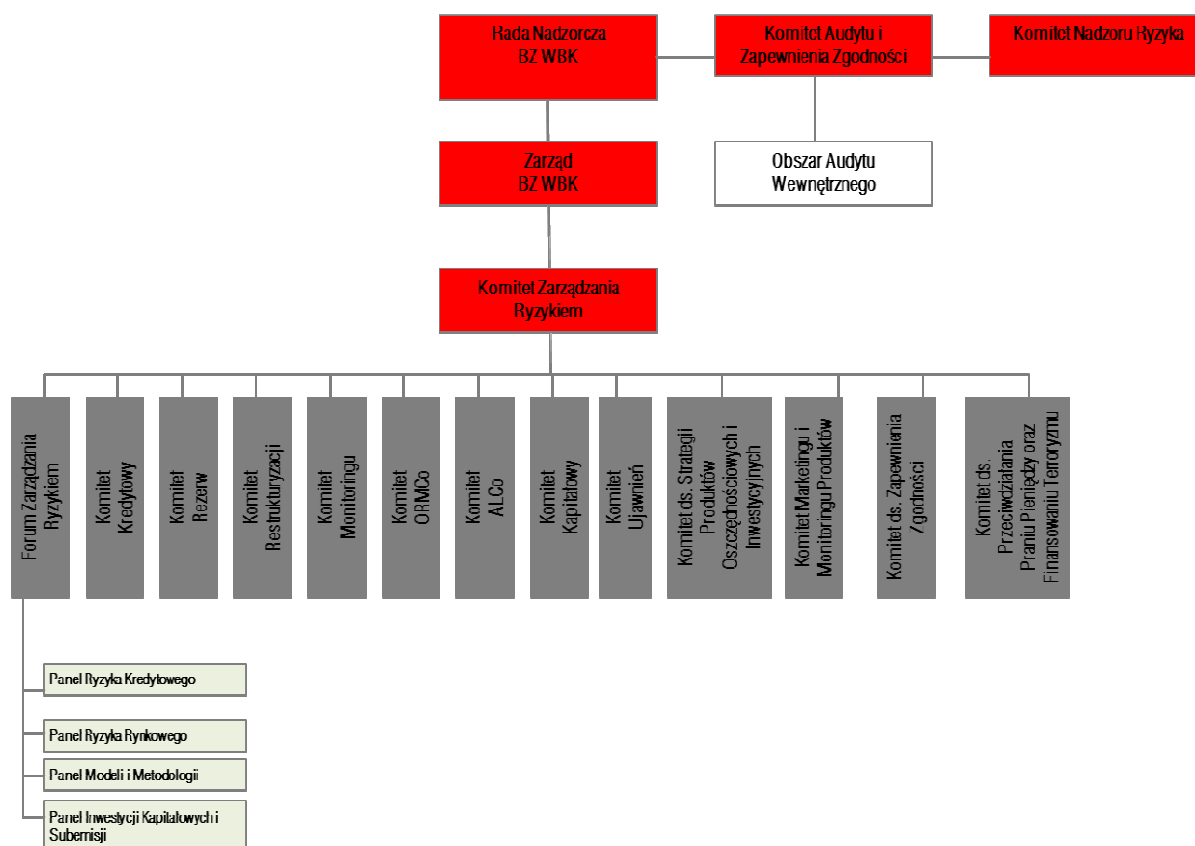 Rada Nadzorcza
BZ WBK
Komitet Audytu i
Zapewnienia Zgodności
Komitet Nadzoru Ryzyka
Zarząd
BZ WBK
Obszar Audytu
Wewnętrznego
Komitet Zarządzania
Ryzykiem
Forum Zarządzania
Ryzykiem
Komitet
Kredytowy
Komitet
Rezerw
Komitet
Restrukturyzacji
Komitet
Monitoringu
Komitet
ORMCo
Komitet
ALCo
Komitet
Kapitałowy
Komitet
Ujawnień
Komitet ds. Strategii
Produktów
Oszczędnościowych i
Inwestycyjnych
Komitet Marketingu i
Monitoringu Produktów
Komitet ds. Zapewnienia
Zgodności
Komitet ds.
Przeciwdziałania
Praniu Pieniędzy oraz
Finansowaniu Terroryzmu
Panel Ryzyka Kredytowego
Panel Ryzyka Rynkowego
Panel Modeli i Metodologii
Panel Inwestycji Kapitałowych i
Subemisji